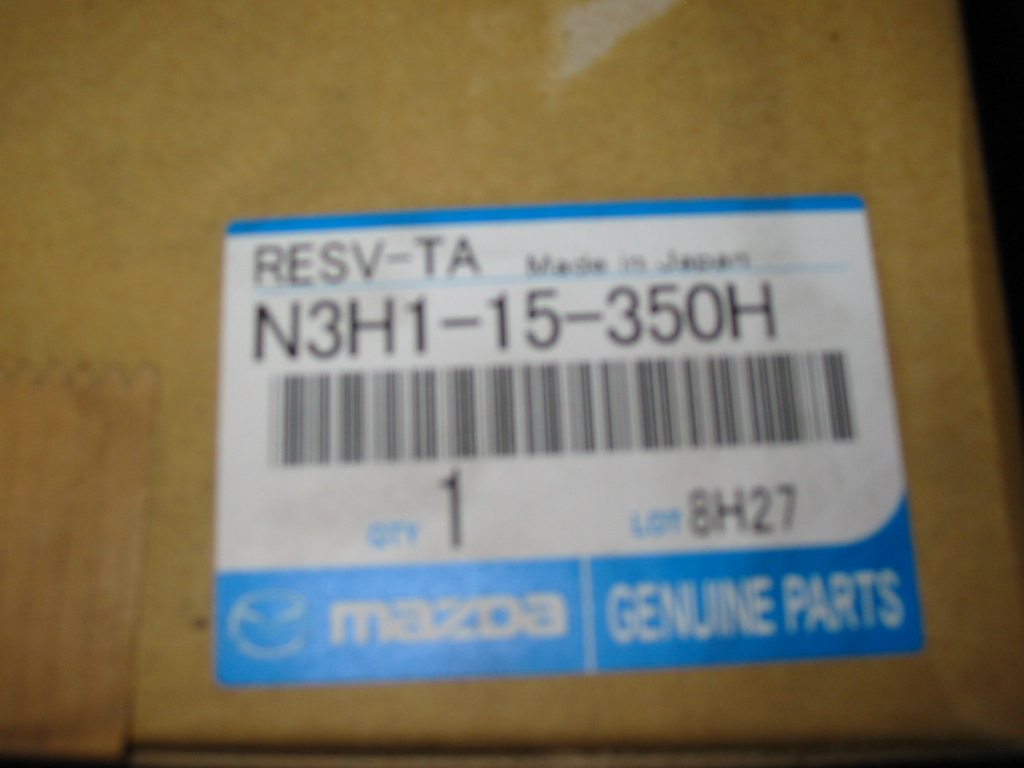 RESV-TA Made in Japan
N3H1-15-350H
QTY 1 LOT 8H27
mazda GENUINE PARTS